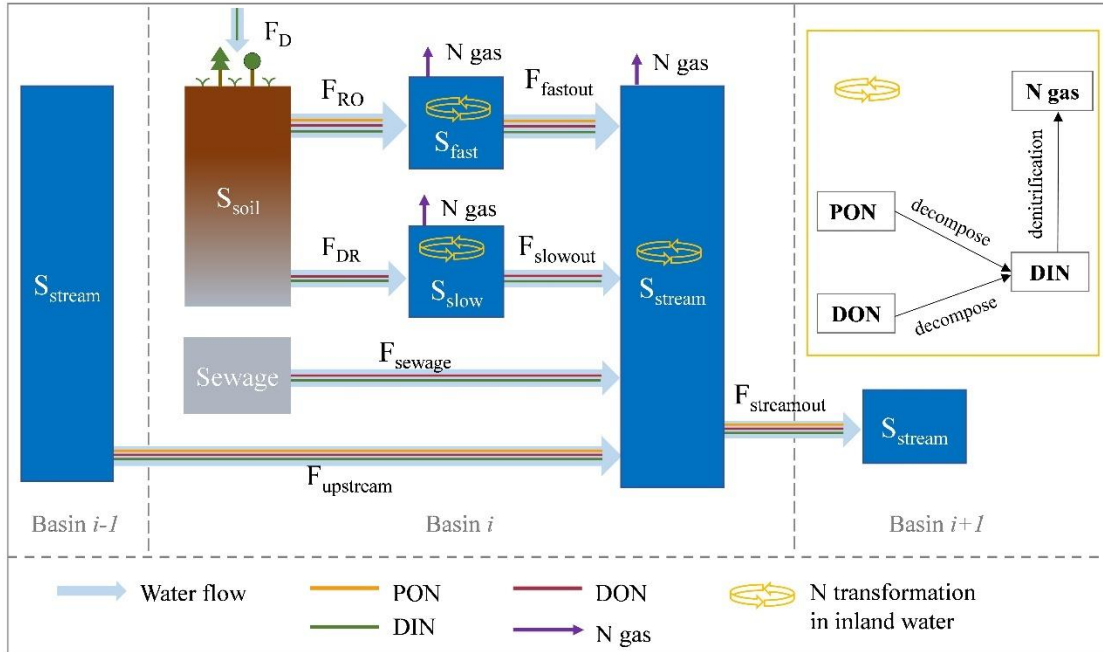 F_D
N gas
N gas
F_RO
F_fastout
S_fast
S_soil
N gas
F_DR
F_slowout
S_slow
S_stream
S_stream
Sewage
F_sewage
F_upstream
F_streamout
S_stream
N gas
denitrification
PON
decompose
DIN
DON
decompose
Basin i-1
Basin i
Basin i+1
Water flow
PON
DON
N transformation
in inland water
DIN
N gas